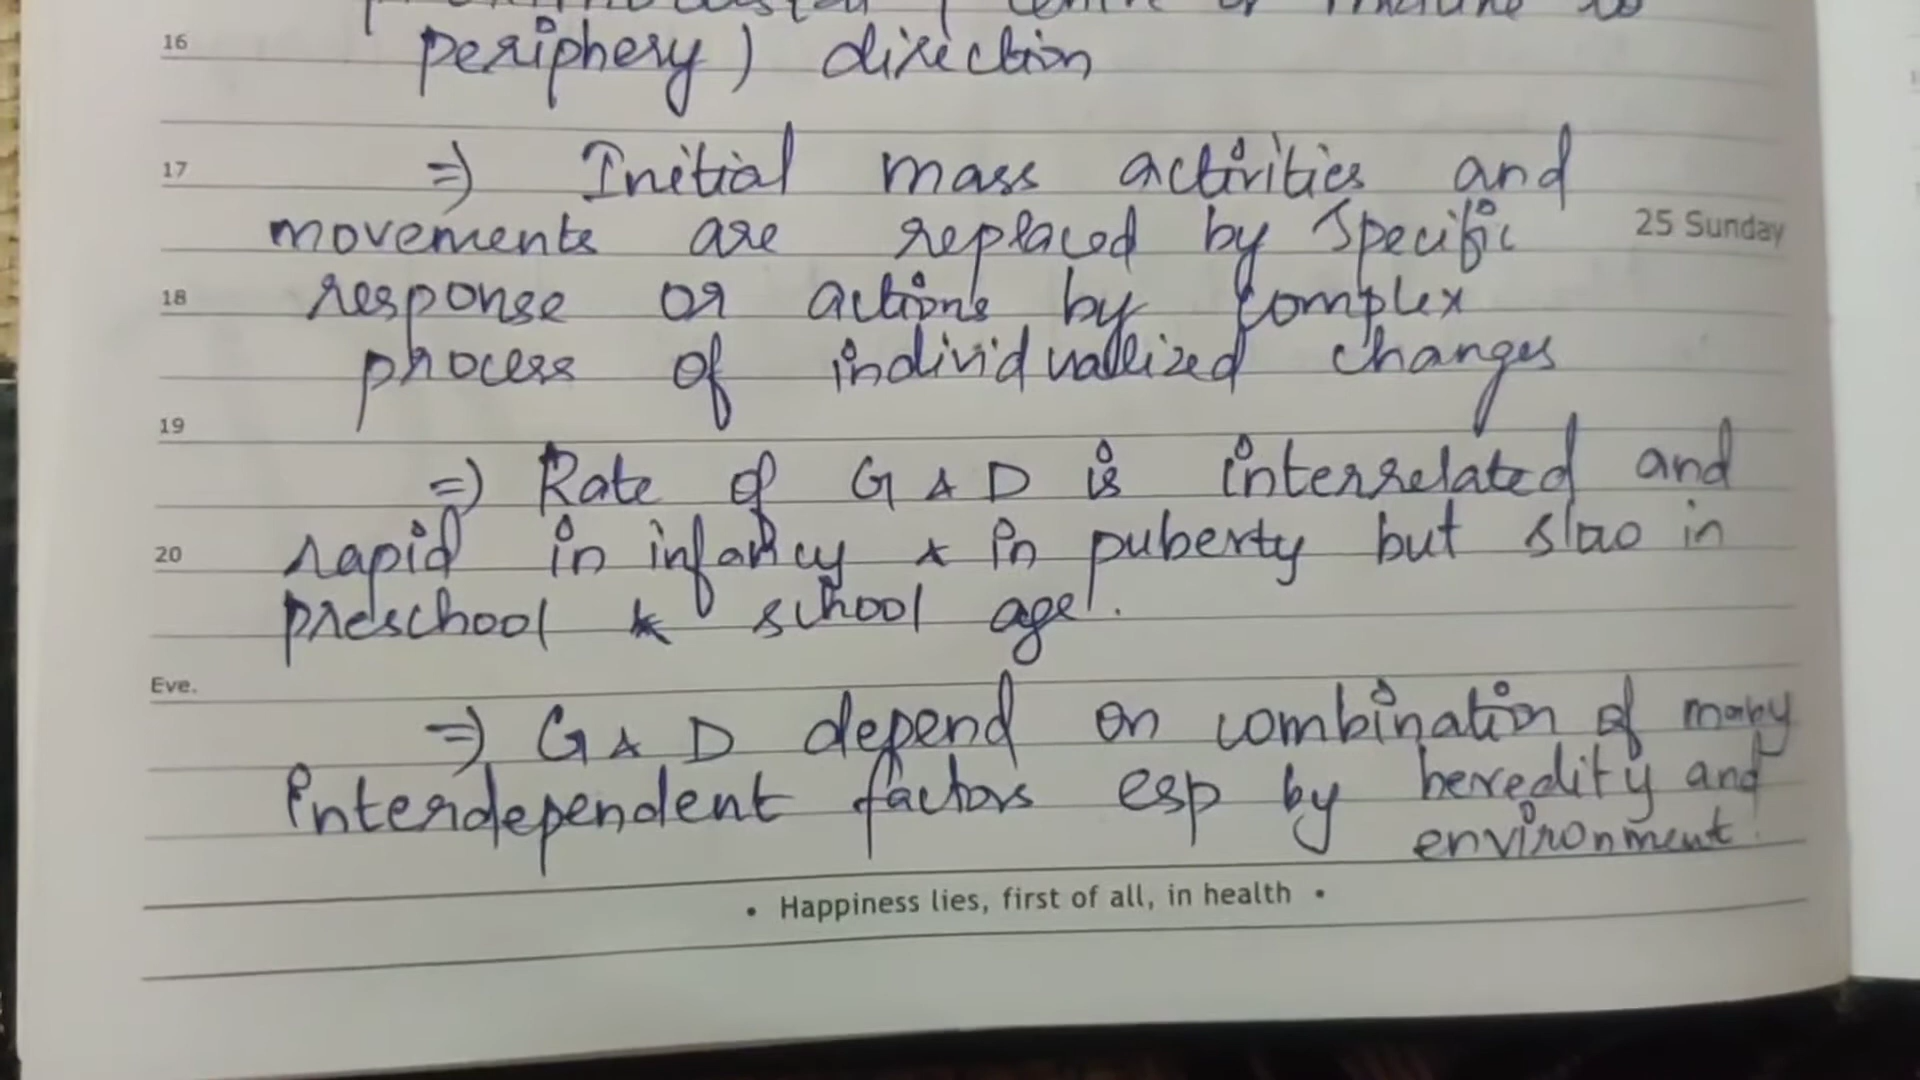 16
periphery) direction
17
=) Initial mass activities and
movements are replaced by specific
25 Sunday
18
response or actions by complex
process of individuallized changes
19
=) Rate of G & D is interrelated and
20
rapid in infancy & in puberty but slow in
preschool & school age.
Eve.
=) G & D depend on combination of many
interdependent factors esp by heredity and
environment.
• Happiness lies, first of all, in health •